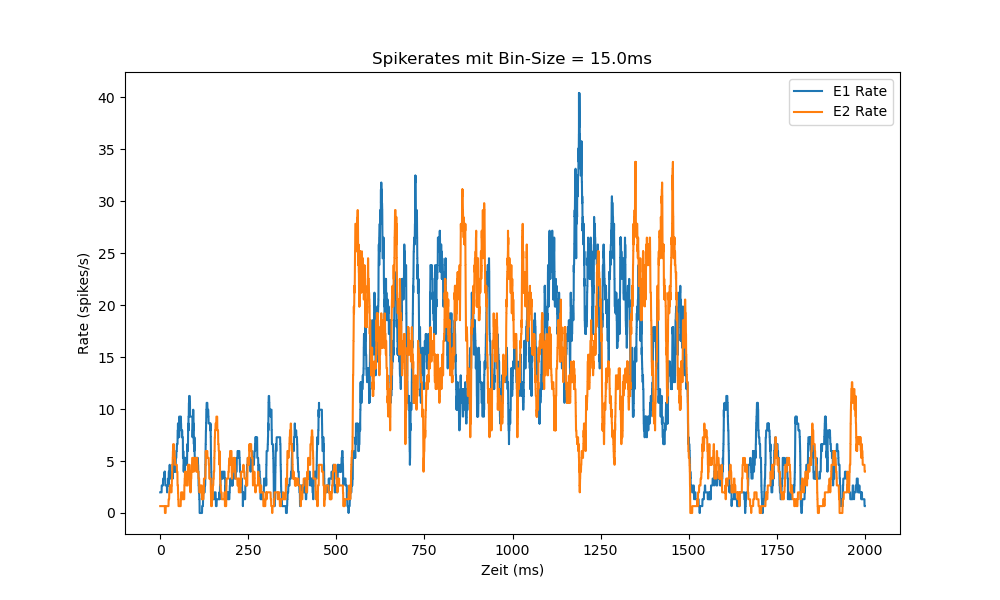 Spikerates mit Bin-Size = 15.0ms
E1 Rate
E2 Rate
Rate (spikes/s)
40
35
30
25
20
15
10
5
0
0 250 500 750 1000 1250 1500 1750 2000
Zeit (ms)